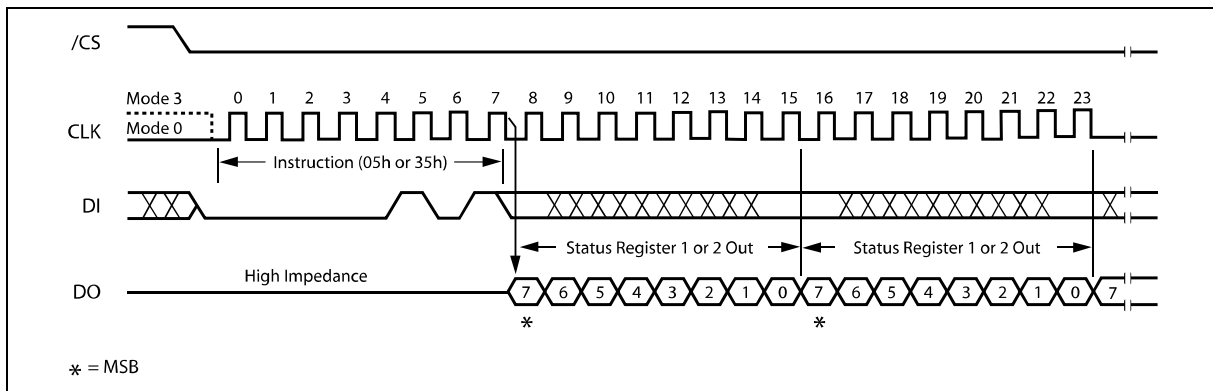 /CS
Mode 3
0 1 2 3 4 5 6 7 8 9 10 11 12 13 14 15 16 17 18 19 20 21 22 23
CLK
Mode 0
Instruction (05h or 35h)
DI
Status Register 1 or 2 Out
Status Register 1 or 2 Out
High Impedance
DO
7 6 5 4 3 2 1 0 7 6 5 4 3 2 1 0 7
* *
* = MSB